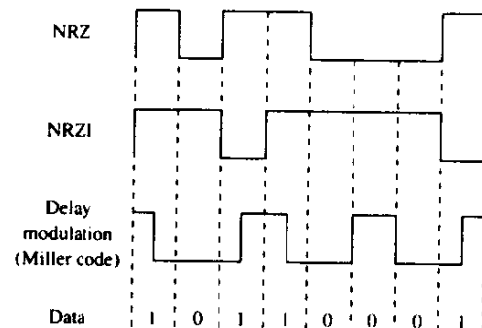 NRZ
NRZI
Delay
modulation
(Miller code)
Data 1 0 1 1 0 0 0 1